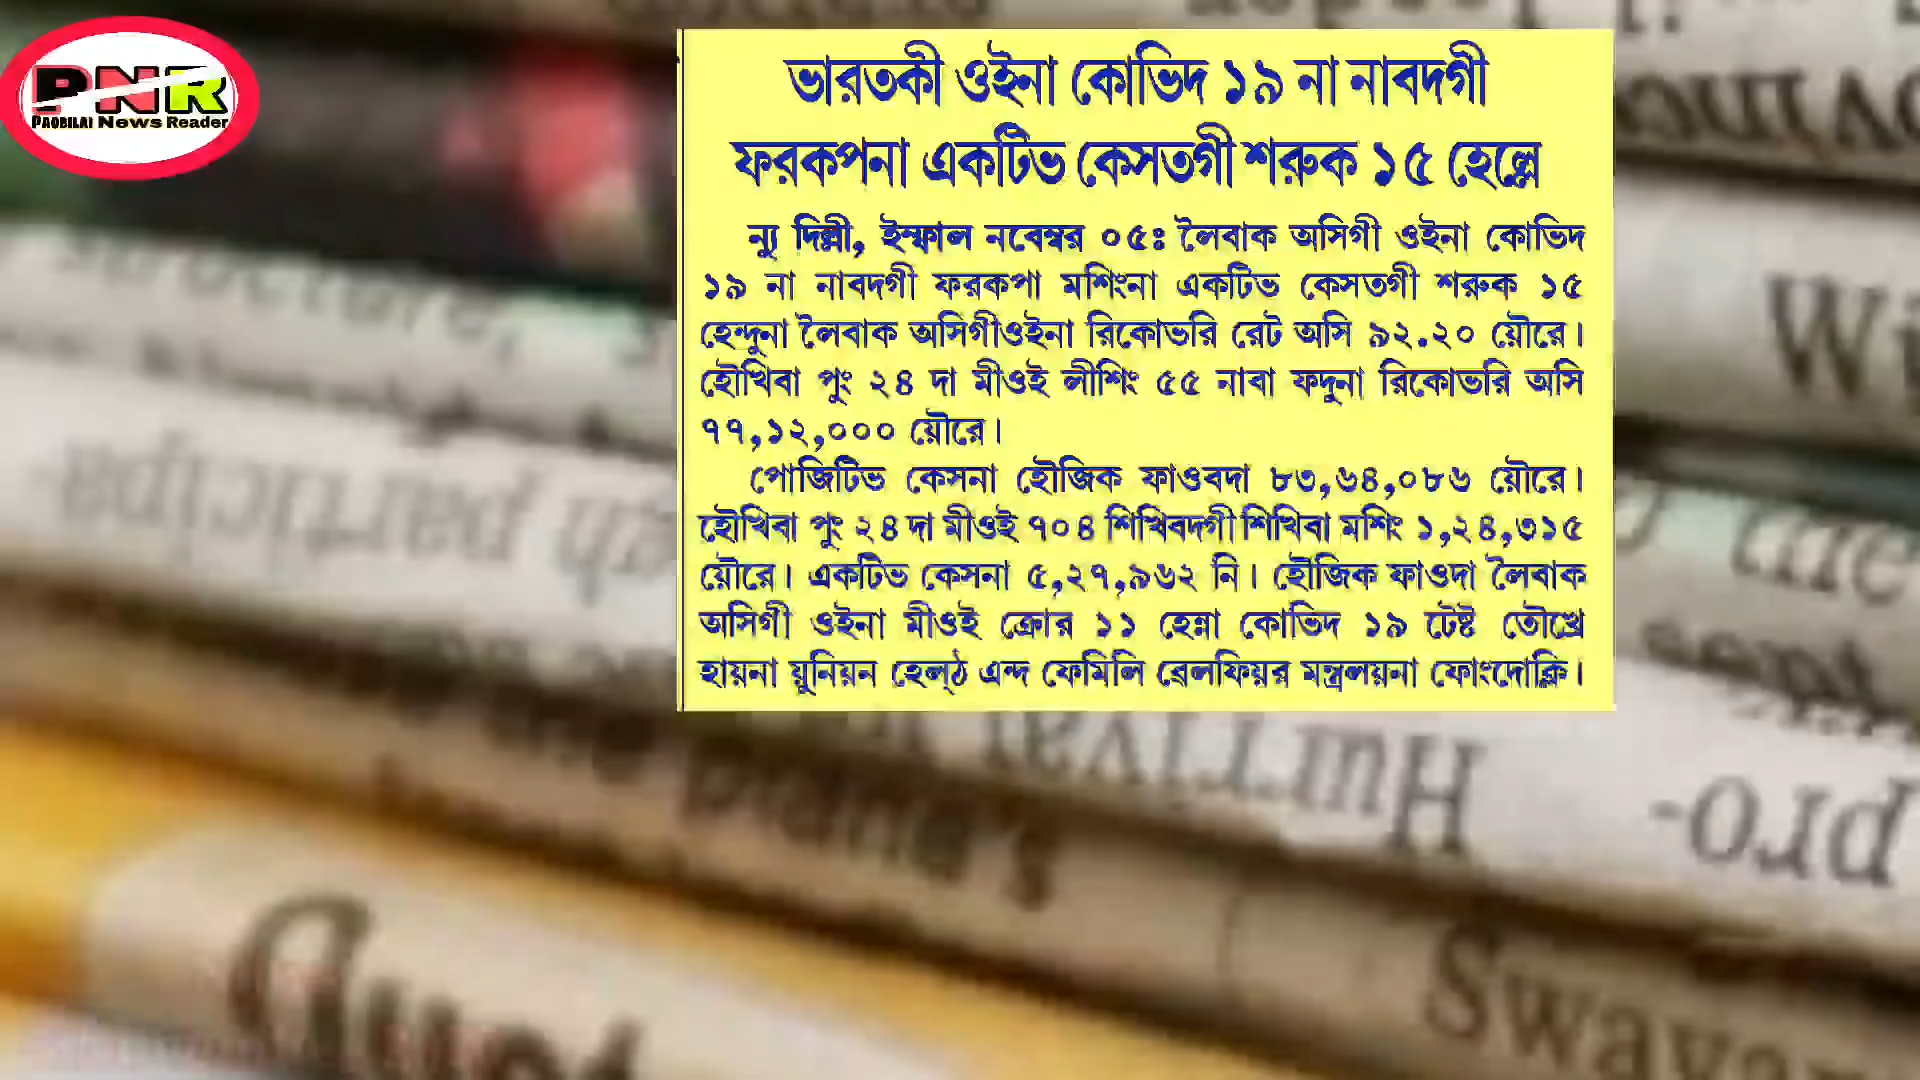 PNR
PAOBILAI News Reader
ভারতকী ওইনা কোভিদ ১৯ না নাবদগী
ফরকপনা একটিভ কেসতগী শরুক ১৫ হেল্লে
ন্যু দিল্লী, ইম্ফাল নবেম্বর ০৫ঃ লৈবাক অসিগী ওইনা কোভিদ
১৯ না নাবদগী ফরকপা মশিংনা একটিভ কেসতগী শরুক ১৫
হেন্দুনা লৈবাক অসিগীওইনা রিকোভরি রেট অসি ৯২.২০ য়ৌরে।
হৌখিবা পুং ২৪ দা মীওই লীশিং ৫৫ নাবা ফদুনা রিকোভরি অসি
৭৭,১২,০০০ য়ৌরে।
পোজিটিভ কেসনা হৌজিক ফাওবদা ৮৩,৬৪,০৮৬ য়ৌরে।
হৌখিবা পুং ২৪ দা মীওই ৭০৪ শিখিবদগী শিখিবা মশিং ১,২৪,৩১৫
য়ৌরে। একটিভ কেসনা ৫,২৭,৯৬২ নি। হৌজিক ফাওদা লৈবাক
অসিগী ওইনা মীওই ক্রোর ১১ হেন্না কোভিদ ১৯ টেষ্ট তৌখ্রে
হায়না য়ুনিয়ন হেল্ঠ এন্দ ফেমিলি ৱেলফিয়র মন্ত্রলয়না ফোংদোক্লি।
Hurriyat
pro-
Swayam